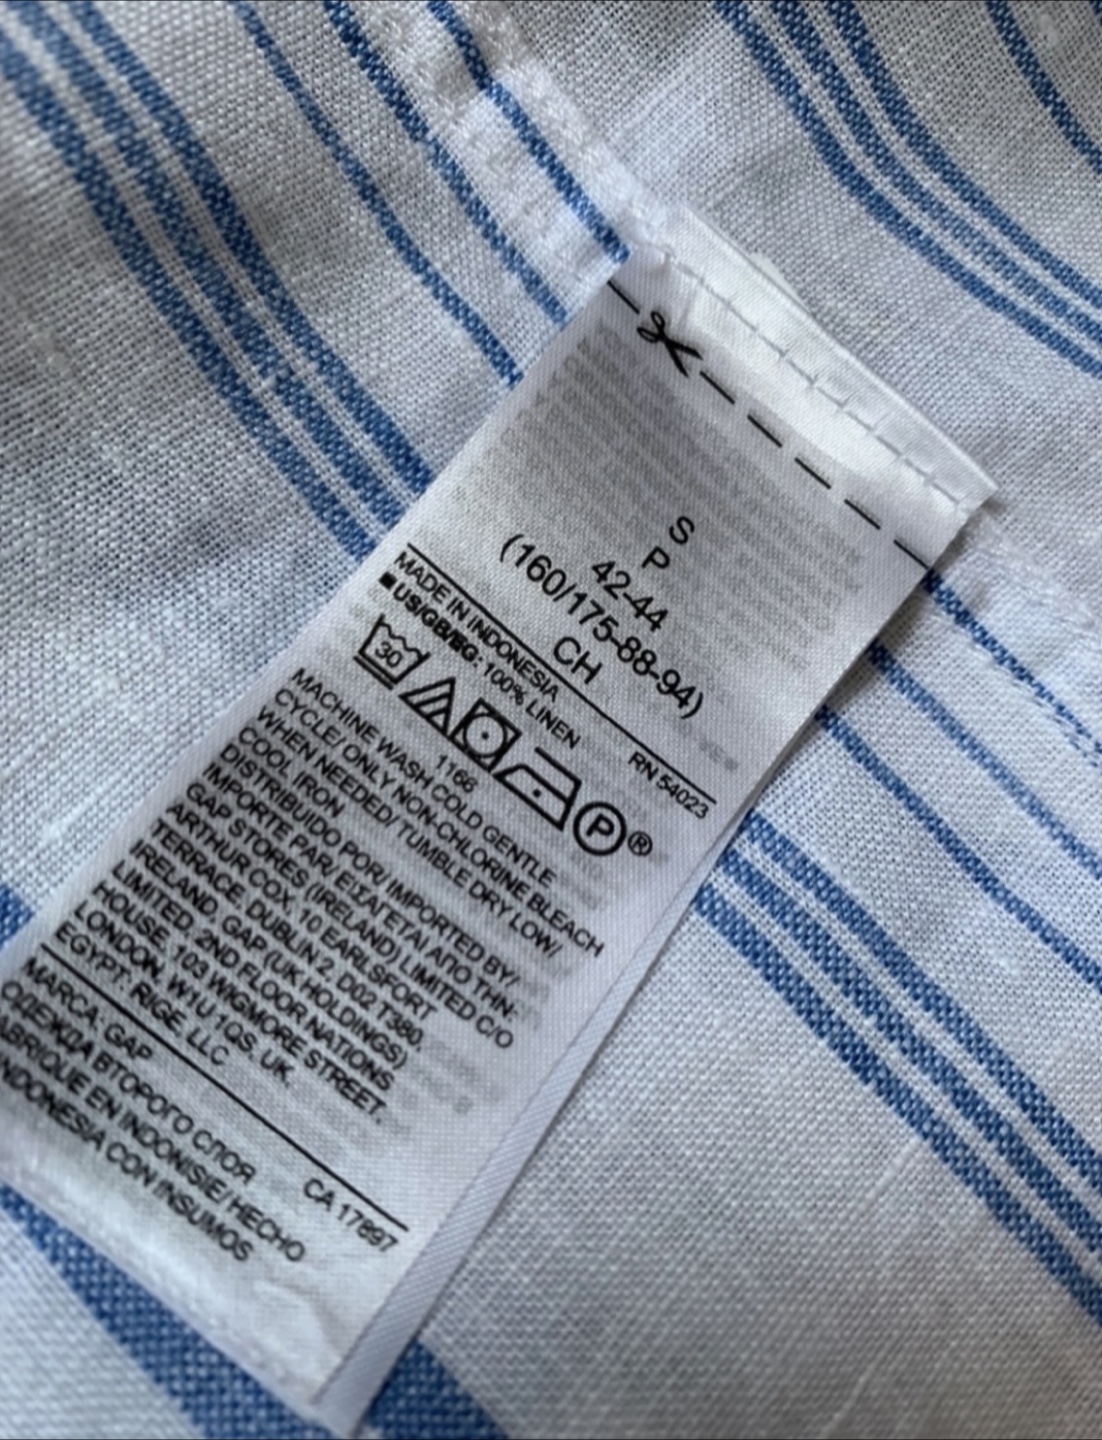 S
P
42-44
(160/175-88-94)
CH
MADE IN INDONESIA RN 54023
■US/GB/EG: 100% LINEN
30 P®
1166
MACHINE WASH COLD GENTLE
CYCLE/ ONLY NON-CHLORINE BLEACH
WHEN NEEDED/ TUMBLE DRY LOW/
COOL IRON
DISTRIBUIDO POR/ IMPORTED BY/
IMPORTE PAR/ ΕΙΣΑΓΕΤΑΙ ΑΠΟ ΤΗΝ:
GAP STORES (IRELAND) LIMITED C/O
ARTHUR COX, 10 EARLSFORT
TERRACE, DUBLIN 2, D02 T380,
IRELAND. GAP (UK HOLDINGS)
LIMITED, 2ND FLOOR NATIONS
HOUSE, 103 WIGMORE STREET,
LONDON, W1U 1QS, UK.
EGYPT: RIGE LLC
MARCA: GAP CA 17897
ОДЕЖДА ВТОРОГО СЛОЯ
ABRIQUE EN INDONISIE/ HECHO
NDONESIA CON INSUMOS